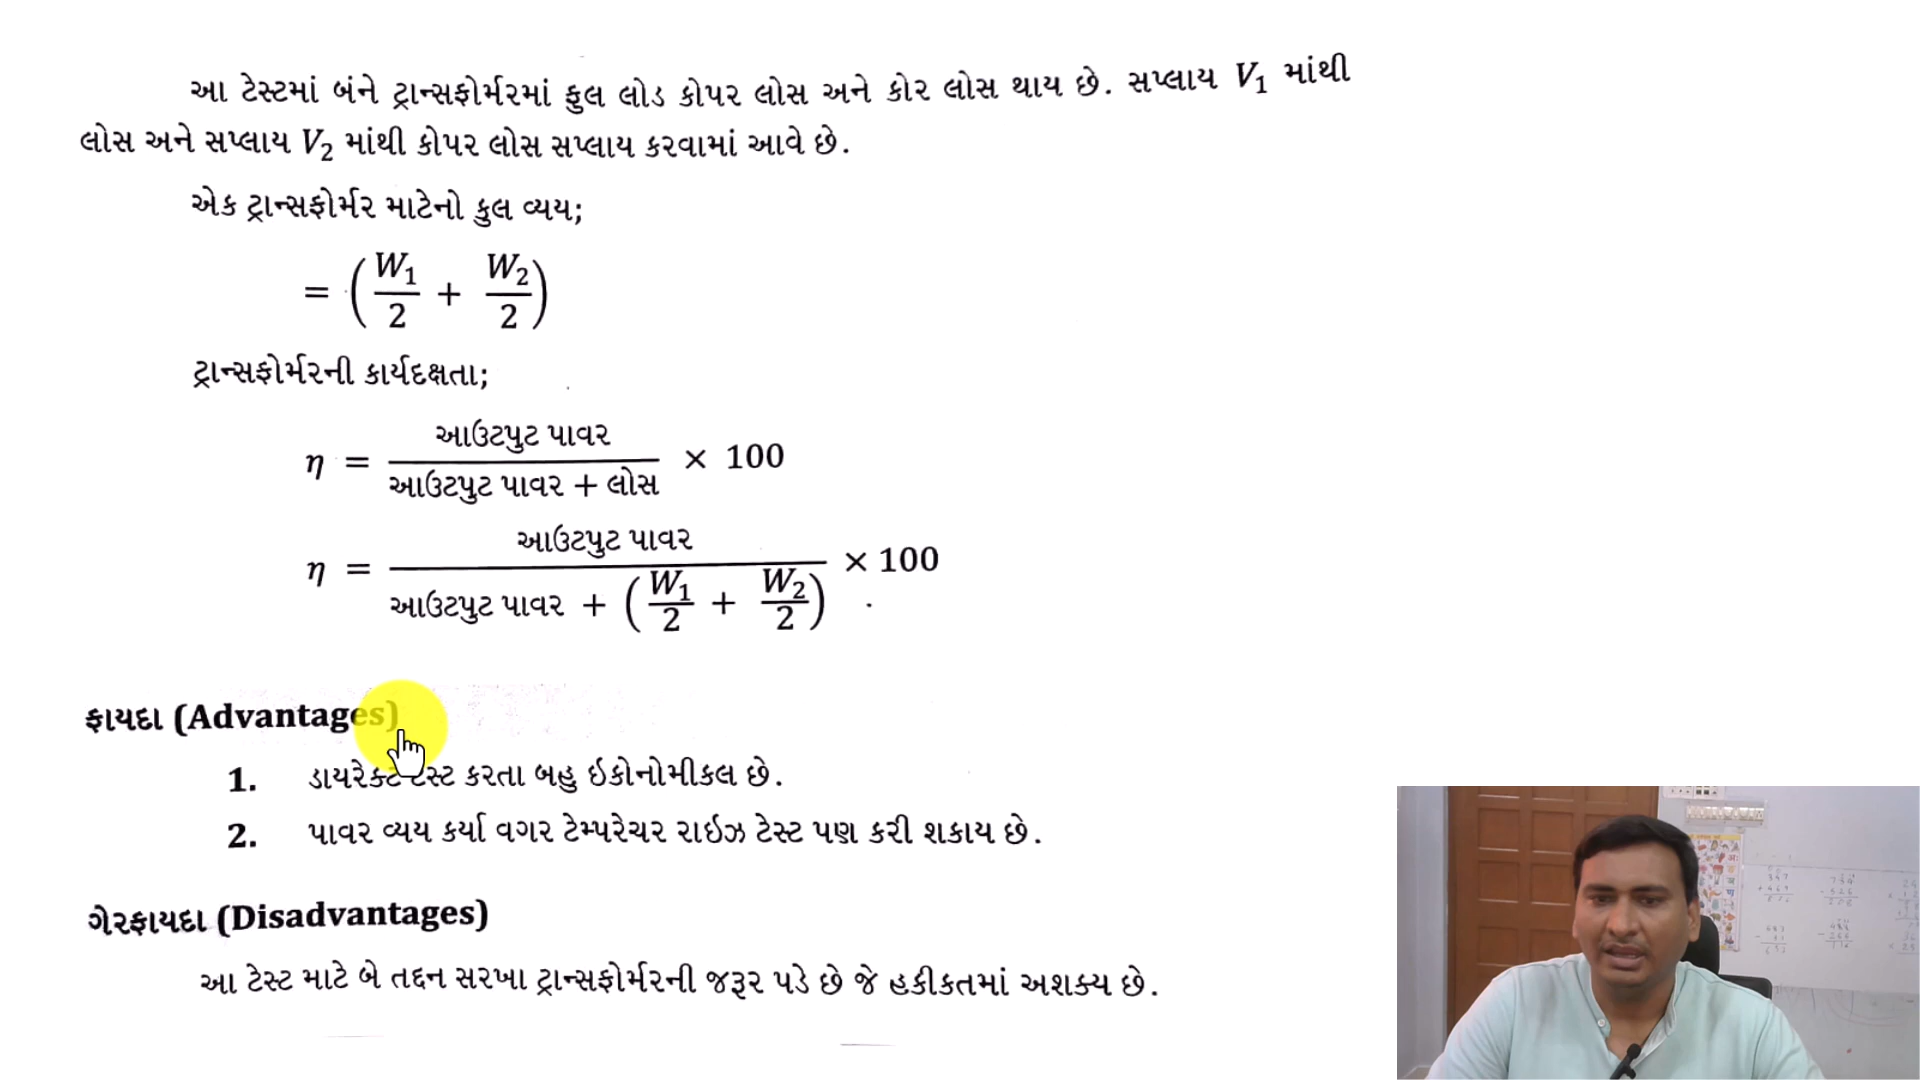 આ ટેસ્ટમાં બંને ટ્રાન્સફોર્મરમાં ફુલ લોડ કોપર લોસ અને કોર લોસ થાય છે. સપ્લાય V₁ માંથી
લોસ અને સપ્લાય V₂ માંથી કોપર લોસ સપ્લાય કરવામાં આવે છે.
એક ટ્રાન્સફોર્મર માટેનો કુલ વ્યય;
= (W₁/2 + W₂/2)
ટ્રાન્સફોર્મરની કાર્યદક્ષતા;
η = આઉટપુટ પાવર / આઉટપુટ પાવર + લોસ × 100
η = આઉટપુટ પાવર / આઉટપુટ પાવર + (W₁/2 + W₂/2) × 100
ફાયદા (Advantages)
1. ડાયરેક્ટ ટેસ્ટ કરતા બહુ ઇકોનોમીકલ છે.
2. પાવર વ્યય કર્યા વગર ટેમ્પરેચર રાઇઝ ટેસ્ટ પણ કરી શકાય છે.
ગેરફાયદા (Disadvantages)
આ ટેસ્ટ માટે બે તદ્દન સરખા ટ્રાન્સફોર્મરની જરૂર પડે છે જે હકીકતમાં અશક્ય છે.